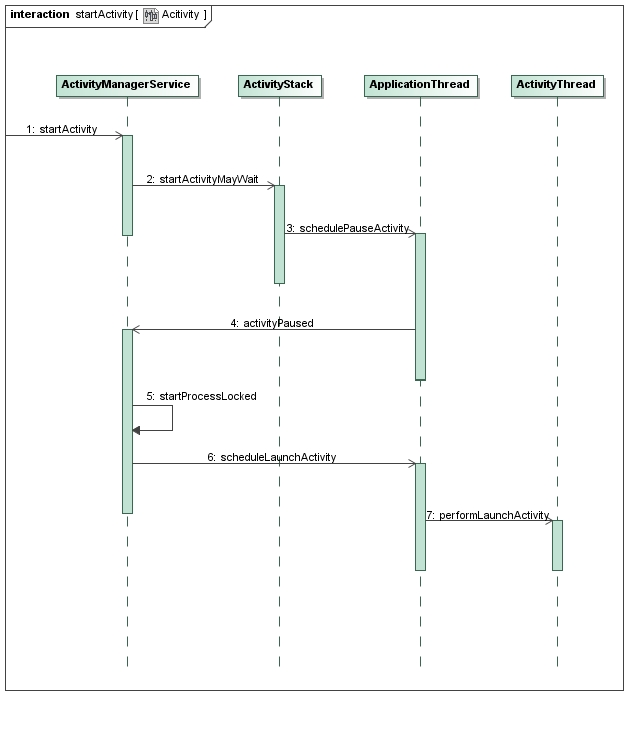 interaction startActivity [ Acitivity ]
ActivityManagerService
ActivityStack
ApplicationThread
ActivityThread
1: startActivity
2: startActivityMayWait
3: schedulePauseActivity
4: activityPaused
5: startProcessLocked
6: scheduleLaunchActivity
7: performLaunchActivity